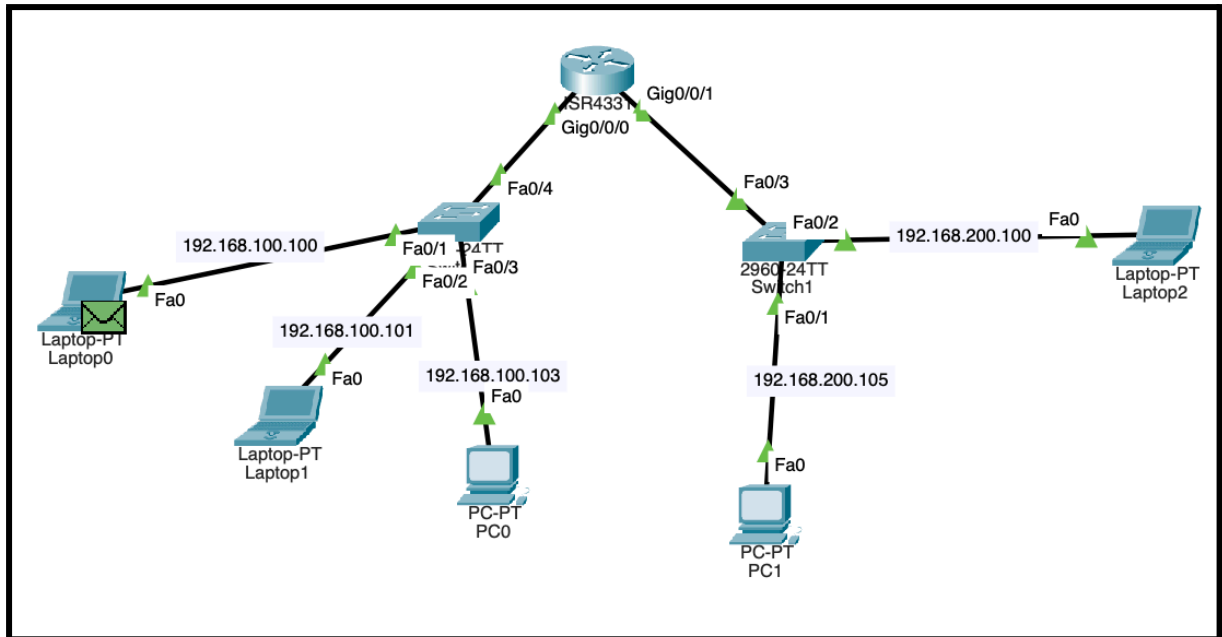 ISR4331
Gig0/0/1
Gig0/0/0
Fa0/4
Fa0/3
Fa0/2
Fa0
192.168.100.100
192.168.200.100
Fa0/1
-24TT
Fa0/3
Fa0/2
2960-24TT
Switch1
Laptop-PT
Laptop2
Fa0
Laptop-PT
Laptop0
192.168.100.101
Fa0/1
Fa0
192.168.100.103
192.168.200.105
Fa0
Laptop-PT
Laptop1
Fa0
PC-PT
PC0
PC-PT
PC1